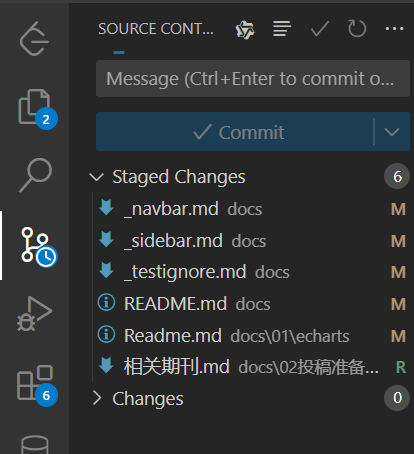 SOURCE CONT...
Message (Ctrl+Enter to commit o...
Commit
Staged Changes 6
_navbar.md docs M
_sidebar.md docs M
_testignore.md docs M
README.md docs M
Readme.md docs\01\echarts M
相关期刊.md docs\02投稿准备... R
Changes 0
2
6